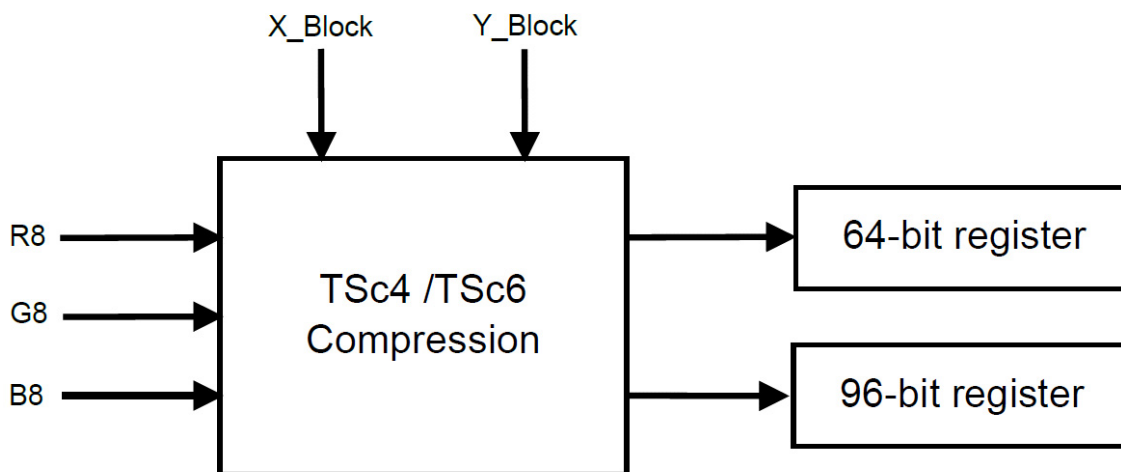 X_Block
Y_Block
R8
G8
B8
TSc4 /TSc6
Compression
64-bit register
96-bit register